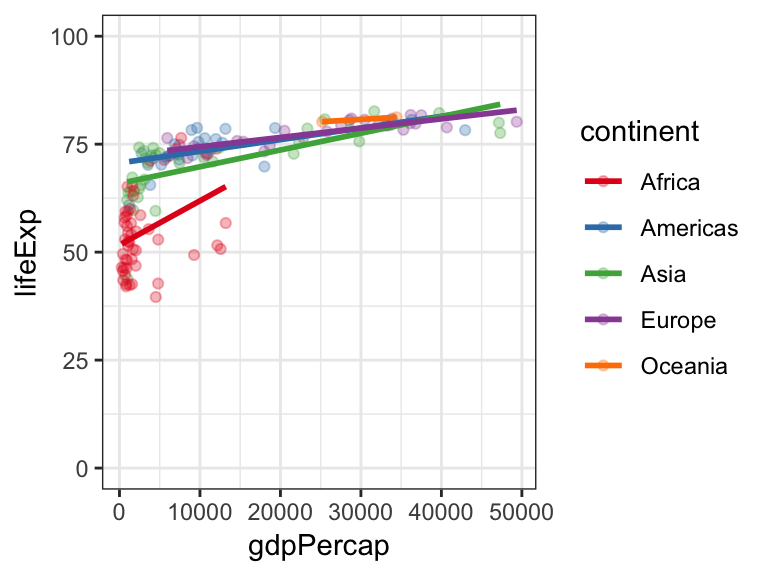 100
75
50
25
0
lifeExp
0 10000 20000 30000 40000 50000
gdpPercap
continent
Africa
Americas
Asia
Europe
Oceania